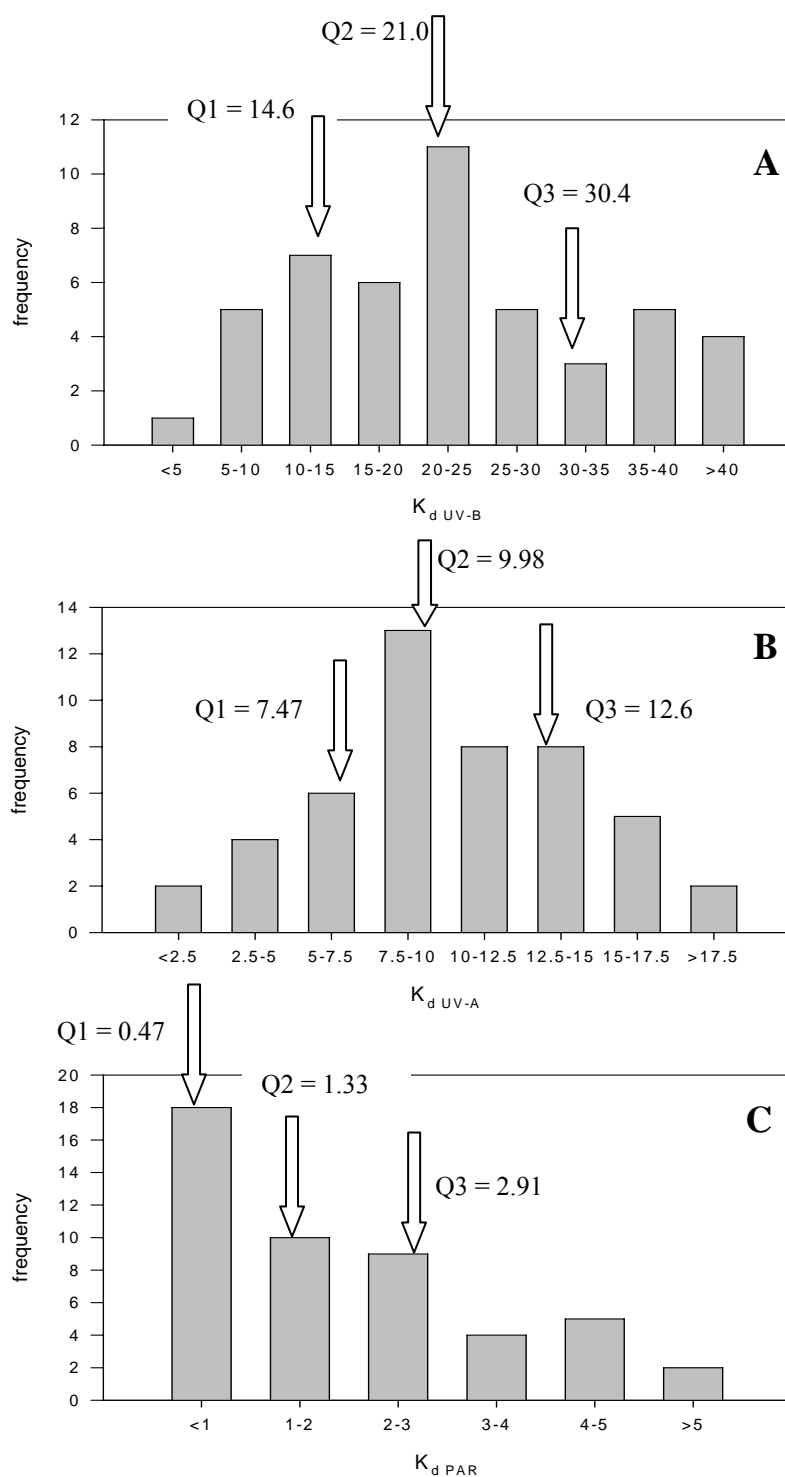 Q2 = 21.0
Q1 = 14.6
12
A
Q3 = 30.4
10
8
6
4
2
0
frequency
<5 5-10 10-15 15-20 20-25 25-30 30-35 35-40 >40
K d UV-B
Q2 = 9.98
14
B
12
Q1 = 7.47
Q3 = 12.6
10
8
6
4
2
0
frequency
<2.5 2.5-5 5-7.5 7.5-10 10-12.5 12.5-15 15-17.5 >17.5
K d UV-A
Q1 = 0.47
20
Q2 = 1.33
C
18
16
Q3 = 2.91
14
12
10
8
6
4
2
0
frequency
<1 1-2 2-3 3-4 4-5 >5
K d PAR